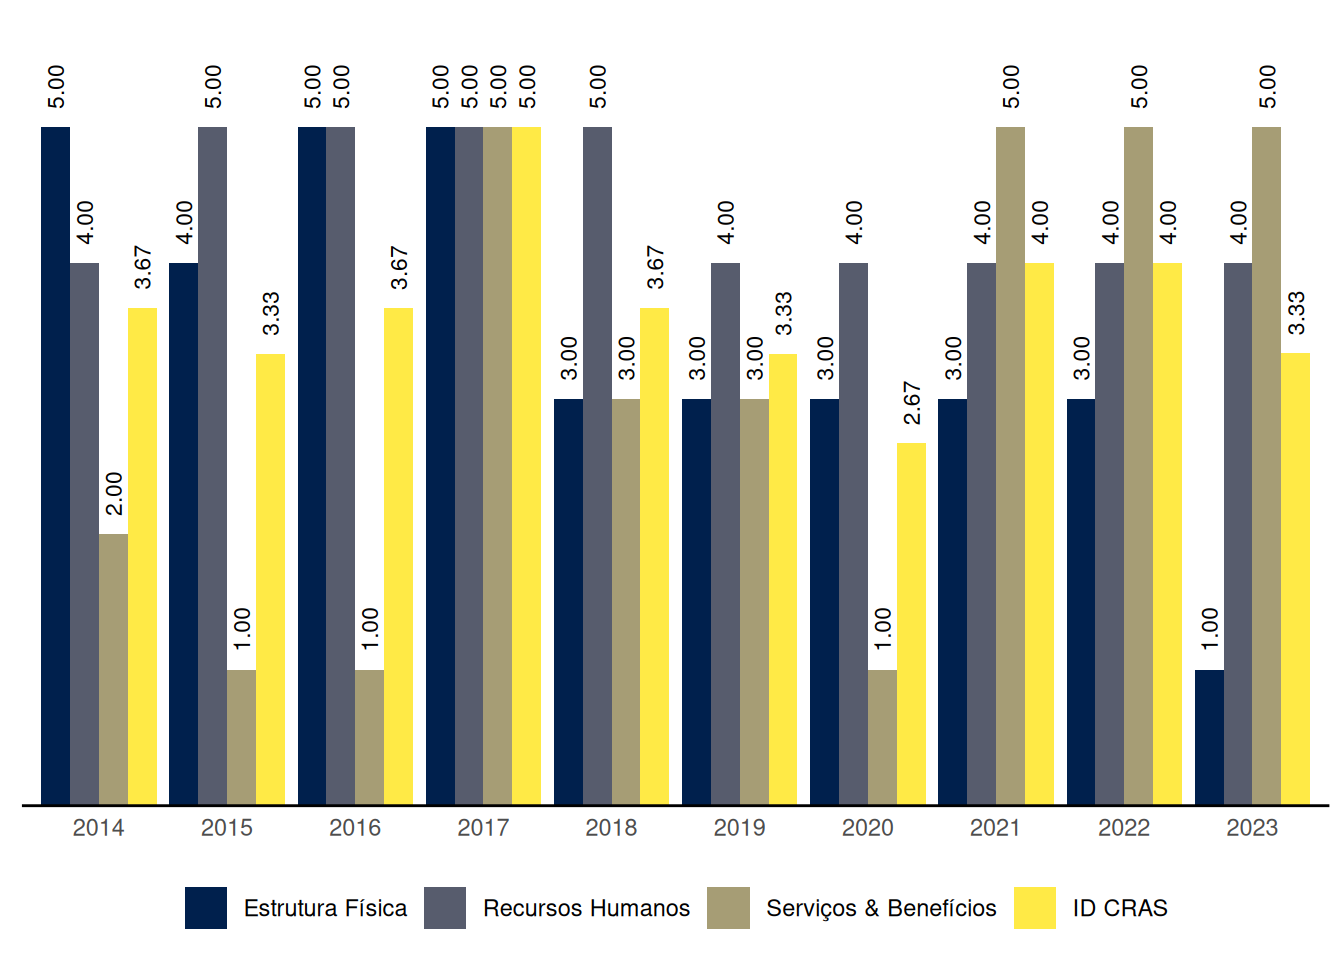 5.00 4.00 2.00 3.67 4.00 5.00 1.00 3.33 5.00 5.00 1.00 3.67 5.00 5.00 5.00 5.00 3.00 5.00 3.00 3.67 3.00 4.00 3.00 3.33 3.00 4.00 1.00 2.67 3.00 4.00 5.00 4.00 3.00 4.00 5.00 4.00 1.00 4.00 5.00 3.33
2014 2015 2016 2017 2018 2019 2020 2021 2022 2023
Estrutura Física Recursos Humanos Serviços & Benefícios ID CRAS